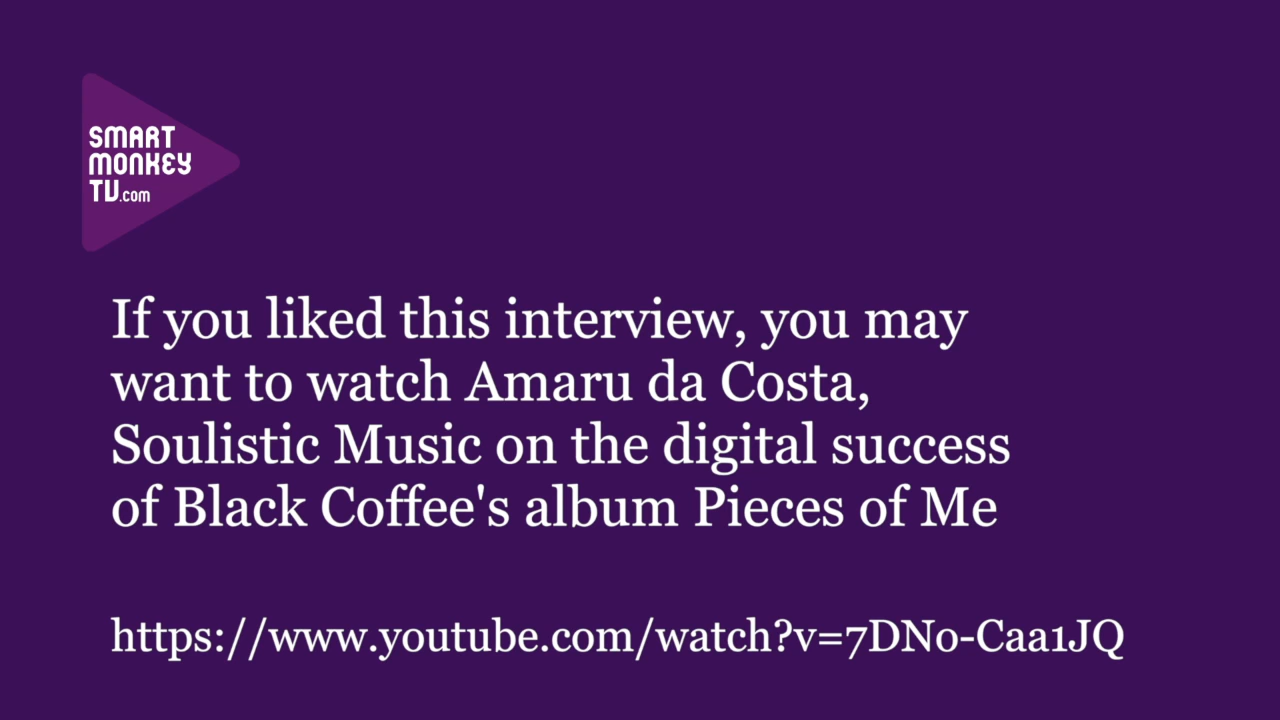 SMART
MONKEY
TV.com
If you liked this interview, you may
want to watch Amaru da Costa,
Soulistic Music on the digital success
of Black Coffee's album Pieces of Me
https://www.youtube.com/watch?v=7DNo-Caa1JQ